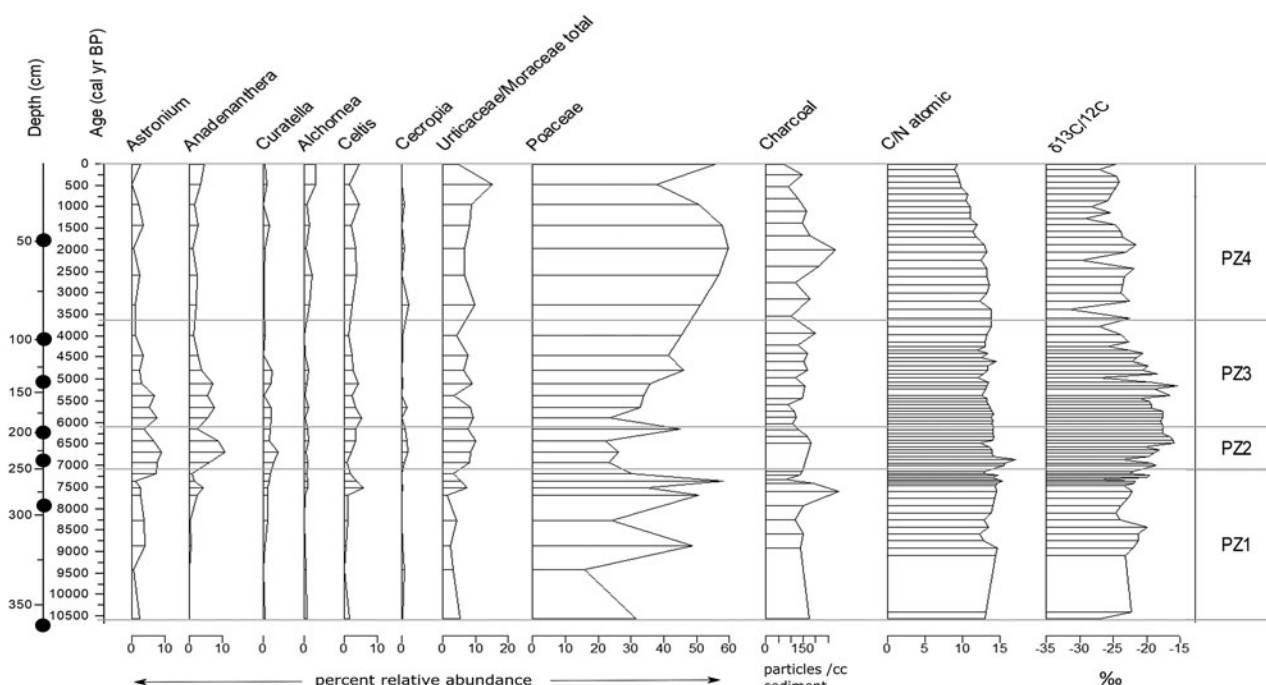 Depth (cm)
Age (cal yr BP)
Astronium
Anadenanthera
Curatella
Alchornea
Celtis
Cecropia
Urticaceae/Moraceae total
Poaceae
Charcoal
C/N atomic
δ13C/12C
0
500
1000
1500
50
2000
2500
3000
3500
4000
100
4500
5000
150
5500
6000
200
6500
7000
250
7500
8000
300
8500
9000
9500
10000
350
10500
PZ4
PZ3
PZ2
PZ1
0 10 0 10 0 0 0 10 0 0 10 20 0 10 20 30 40 50 60 0 150 0 5 10 15 -35 -30 -25 -20 -15
percent relative abundance
particles /cc
sediment
‰